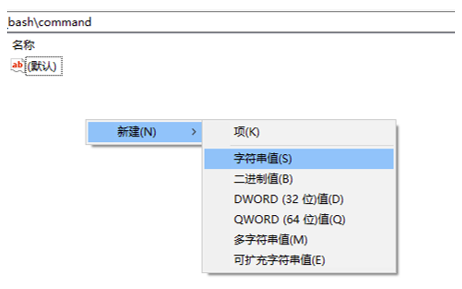 bash\command
名称
ab (默认)
新建(N)
项(K)
字符串值(S)
二进制值(B)
DWORD (32 位)值(D)
QWORD (64 位)值(Q)
多字符串值(M)
可扩充字符串值(E)